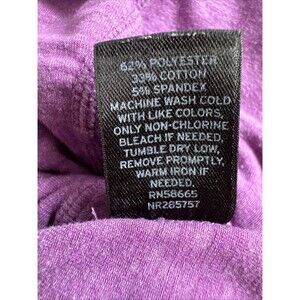 62% POLYESTER
33% COTTON
5% SPANDEX
MACHINE WASH COLD
WITH LIKE COLORS,
ONLY NON-CHLORINE
BLEACH IF NEEDED,
TUMBLE DRY LOW,
REMOVE PROMPTLY,
WARM IRON IF
NEEDED.
RN58665
NR285757